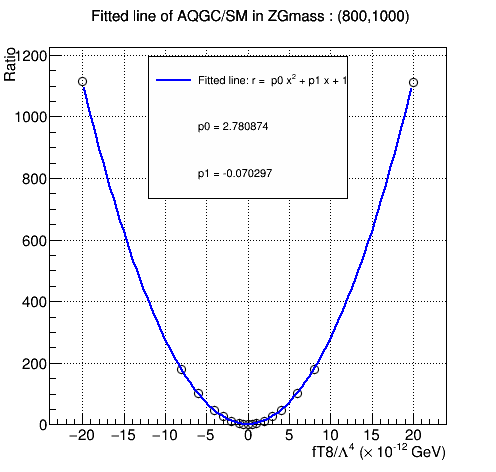 Fitted line of AQGC/SM in ZGmass : (800,1000)
Ratio
1200
1000
800
600
400
200
0
Fitted line: r = p0 x² + p1 x + 1
p0 = 2.780874
p1 = -0.070297
−20 −15 −10 −5 0 5 10 15 20
fT8/Λ⁴ (× 10⁻¹² GeV)